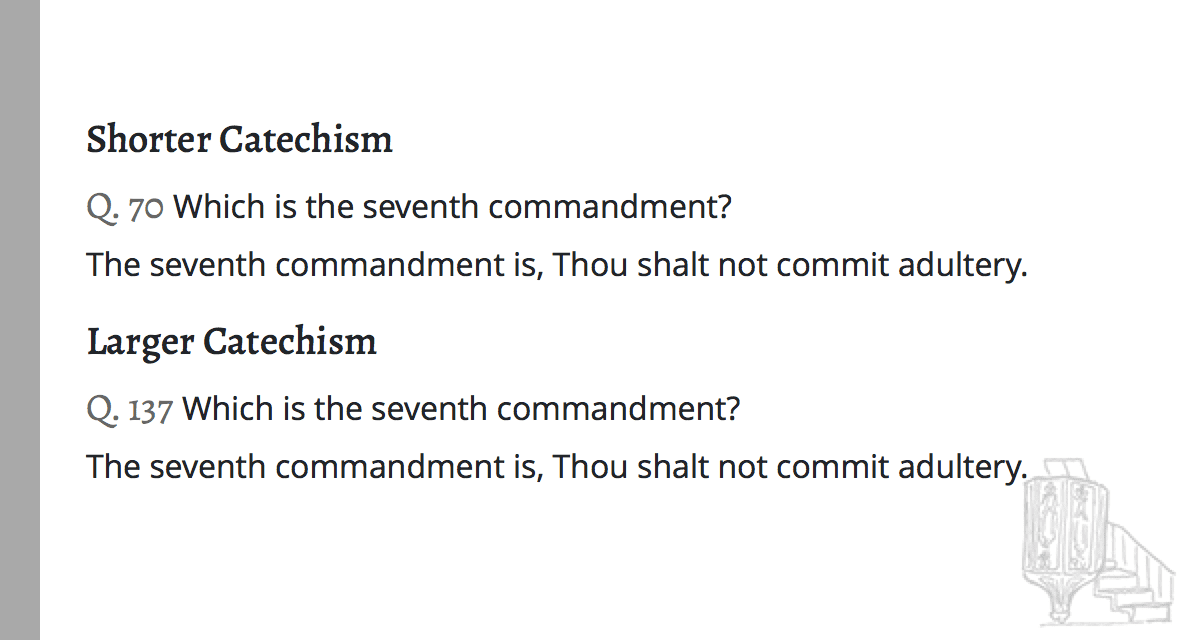 Shorter Catechism
Q. 70 Which is the seventh commandment?
The seventh commandment is, Thou shalt not commit adultery.
Larger Catechism
Q. 137 Which is the seventh commandment?
The seventh commandment is, Thou shalt not commit adultery.